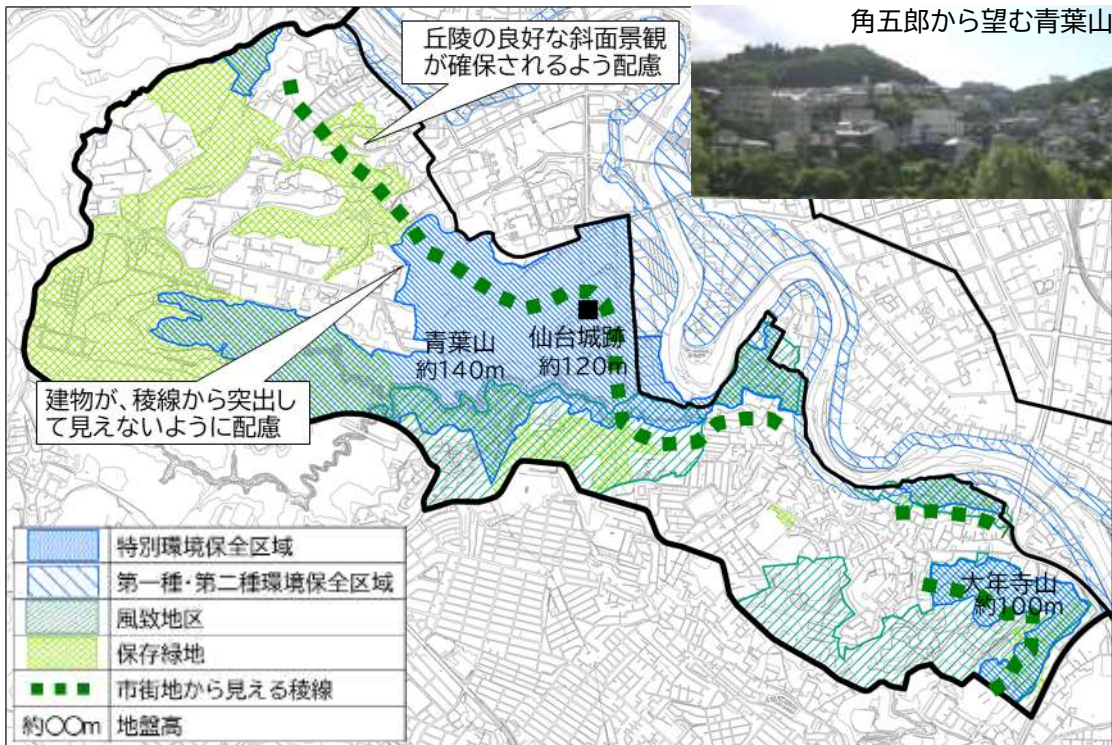 角五郎から望む青葉山
丘陵の良好な斜面景観
が確保されるよう配慮
青葉山
約140m
仙台城跡
約120m
建物が、稜線から突出し
て見えないように配慮
大年寺山
約100m
特別環境保全区域
第一種・第二種環境保全区域
風致地区
保存緑地
市街地から見える稜線
約〇〇m 地盤高